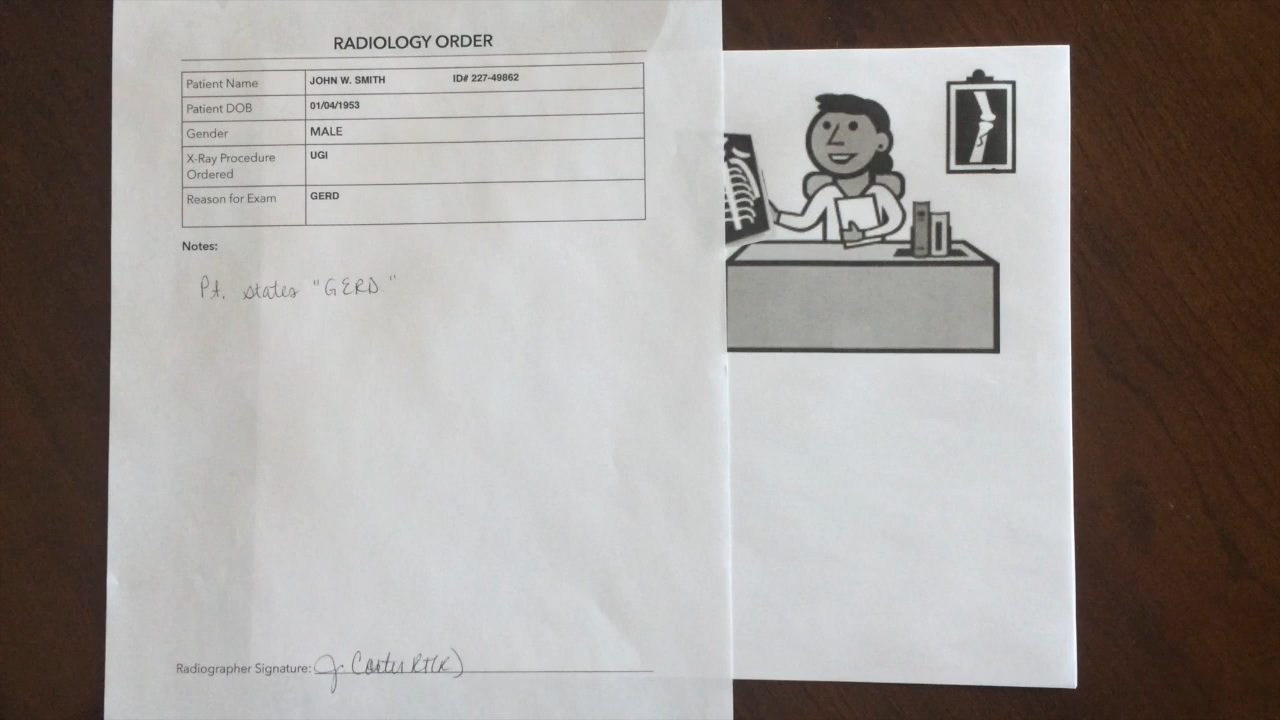 RADIOLOGY ORDER
Patient Name JOHN W. SMITH ID# 227-49862
Patient DOB 01/04/1953
Gender MALE
X-Ray Procedure Ordered UGI
Reason for Exam GERD
Notes:
Pt. states "GERD"
Radiographer Signature: J. Carter RT(R)